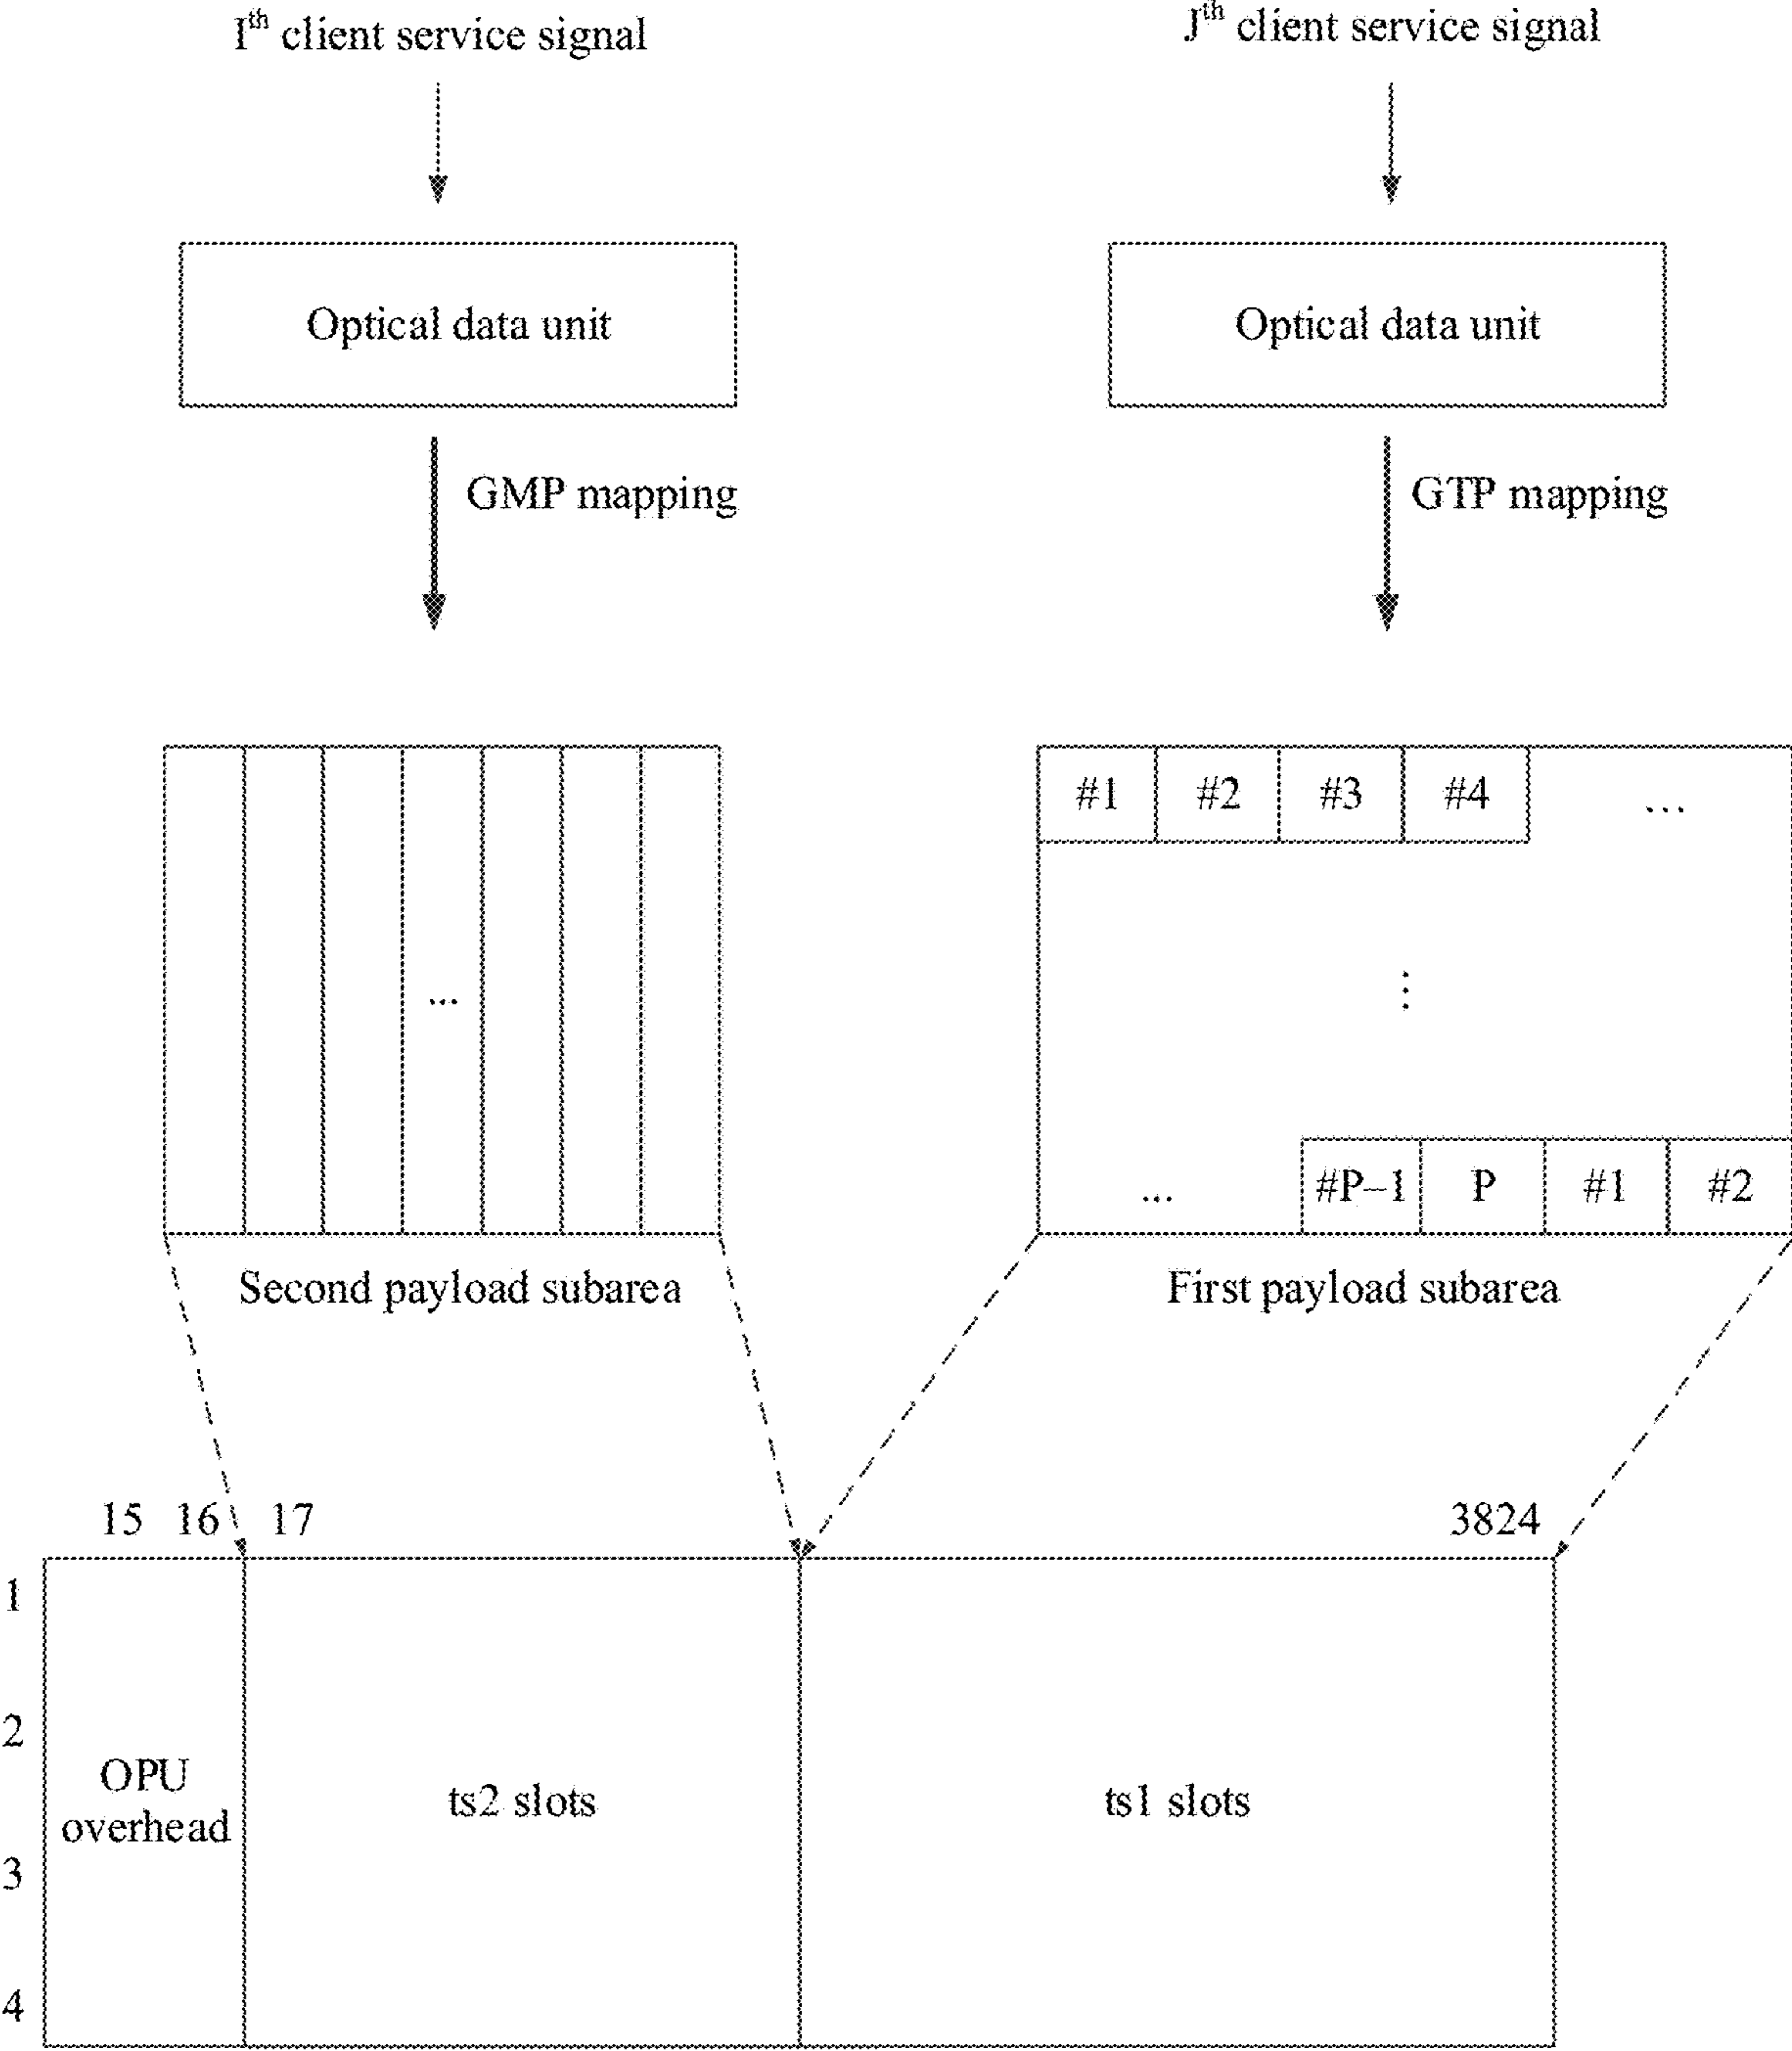 Ith client service signal
Jth client service signal
Optical data unit
Optical data unit
GMP mapping
GTP mapping
#1 #2 #3 #4 ...
...
⋮
... #P–1 P #1 #2
Second payload subarea
First payload subarea
15 16 17 3824
1
2
3
4
OPU
overhead
ts2 slots
ts1 slots